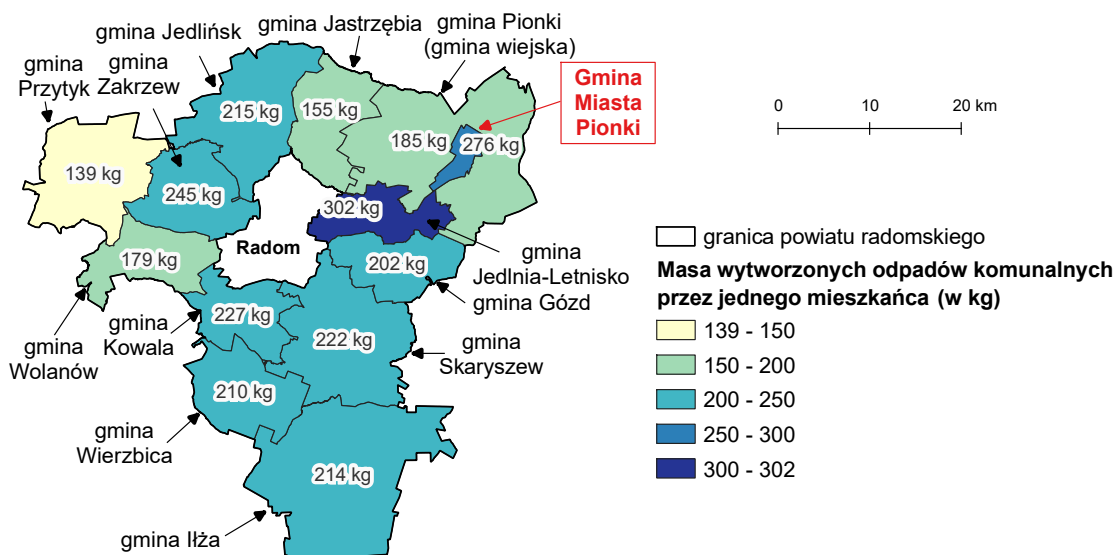 gmina Jastrzębia
gmina Pionki
(gmina wiejska)
gmina Jedlińsk
gmina
Zakrzew
gmina
Przytyk
Gmina
Miasta
Pionki
0
10
20 km
215 kg
155 kg
185 kg
276 kg
139 kg
245 kg
302 kg
Radom
179 kg
202 kg
gmina
Jedlnia-Letnisko
gmina Gózd
227 kg
222 kg
gmina
Kowala
gmina
Wolanów
gmina
Skaryszew
210 kg
gmina
Wierzbica
214 kg
gmina Iłża
granica powiatu radomskiego
Masa wytworzonych odpadów komunalnych
przez jednego mieszkańca (w kg)
139 - 150
150 - 200
200 - 250
250 - 300
300 - 302